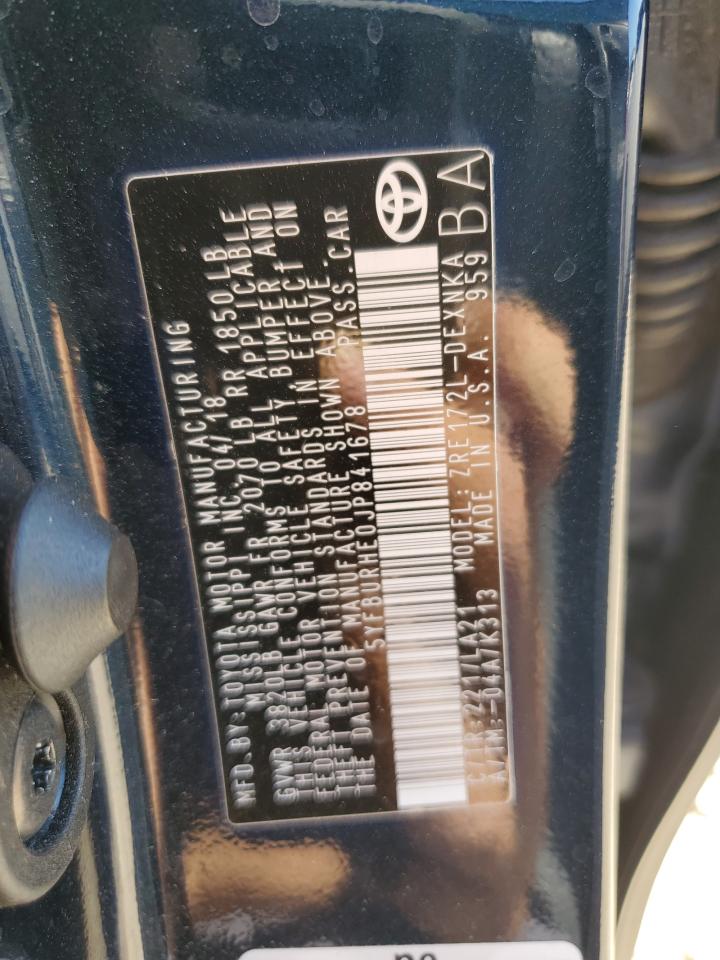 MFD.BY:TOYOTA MOTOR MANUFACTURING
MISSISSIPPI INC. 04/18
GVWR 3820LB GAWR FR 2070 LB RR 1850 LB
THIS VEHICLE CONFORMS TO ALL APPLICABLE
FEDERAL MOTOR VEHICLE SAFETY, BUMPER AND
THEFT PREVENTION STANDARDS IN EFFECT ON
THE DATE OF MANUFACTURE SHOWN ABOVE.
5YFBURHE0JP841678 PASS.CAR
C/TR:221/LA21 MODEL:ZRE172L-DEXNKA
A/TM:-04A/K313 MADE IN U.S.A. 959
BA